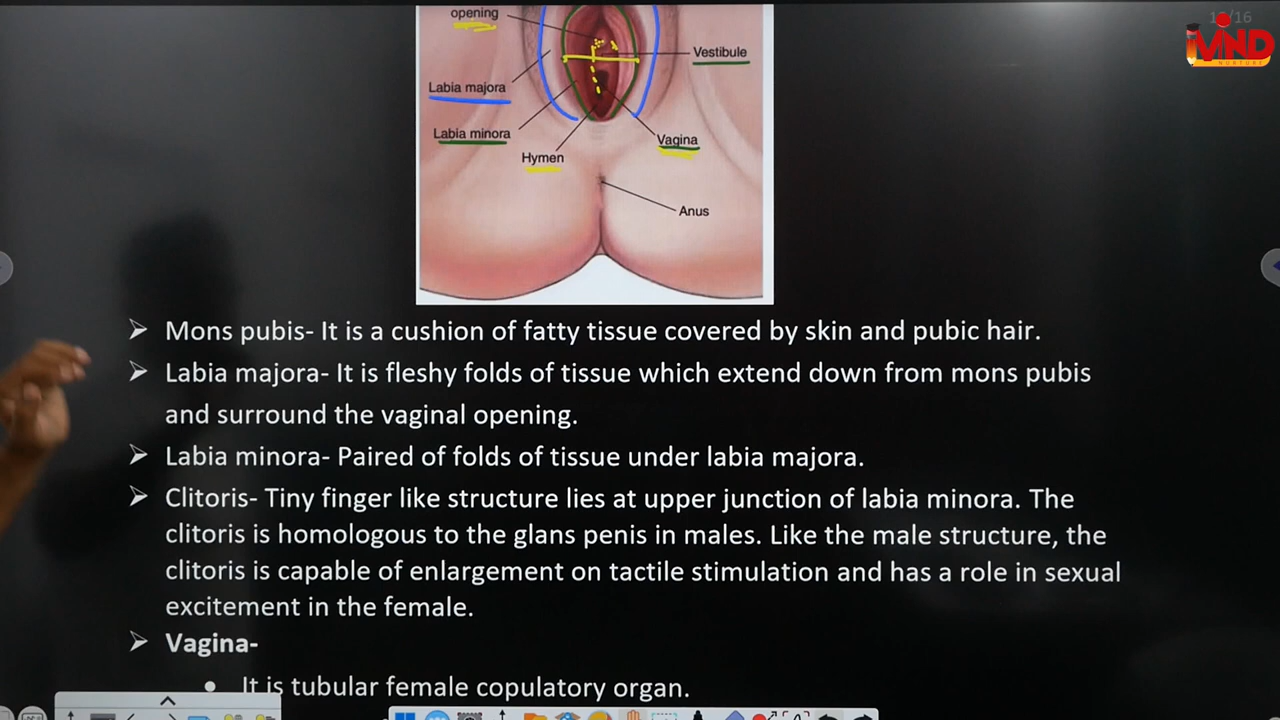 12/16
iMIND
NURTURE
opening
Vestibule
Labia majora
Labia minora
Vagina
Hymen
Anus
➢ Mons pubis- It is a cushion of fatty tissue covered by skin and pubic hair.
➢ Labia majora- It is fleshy folds of tissue which extend down from mons pubis
and surround the vaginal opening.
➢ Labia minora- Paired of folds of tissue under labia majora.
➢ Clitoris- Tiny finger like structure lies at upper junction of labia minora. The
clitoris is homologous to the glans penis in males. Like the male structure, the
clitoris is capable of enlargement on tactile stimulation and has a role in sexual
excitement in the female.
➢ Vagina-
• It is tubular female copulatory organ.